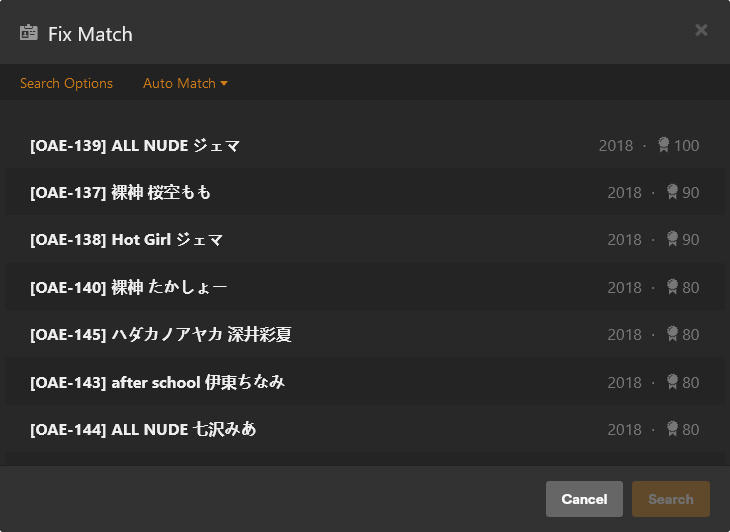 Fix Match
Search Options Auto Match
[OAE-139] ALL NUDE ジェマ 2018 · 100
[OAE-137] 裸神 桜空もも 2018 · 90
[OAE-138] Hot Girl ジェマ 2018 · 90
[OAE-140] 裸神 たかしょー 2018 · 80
[OAE-145] ハダカノアヤカ 深井彩夏 2018 · 80
[OAE-143] after school 伊東ちなみ 2018 · 80
[OAE-144] ALL NUDE 七沢みあ 2018 · 80
Cancel Search